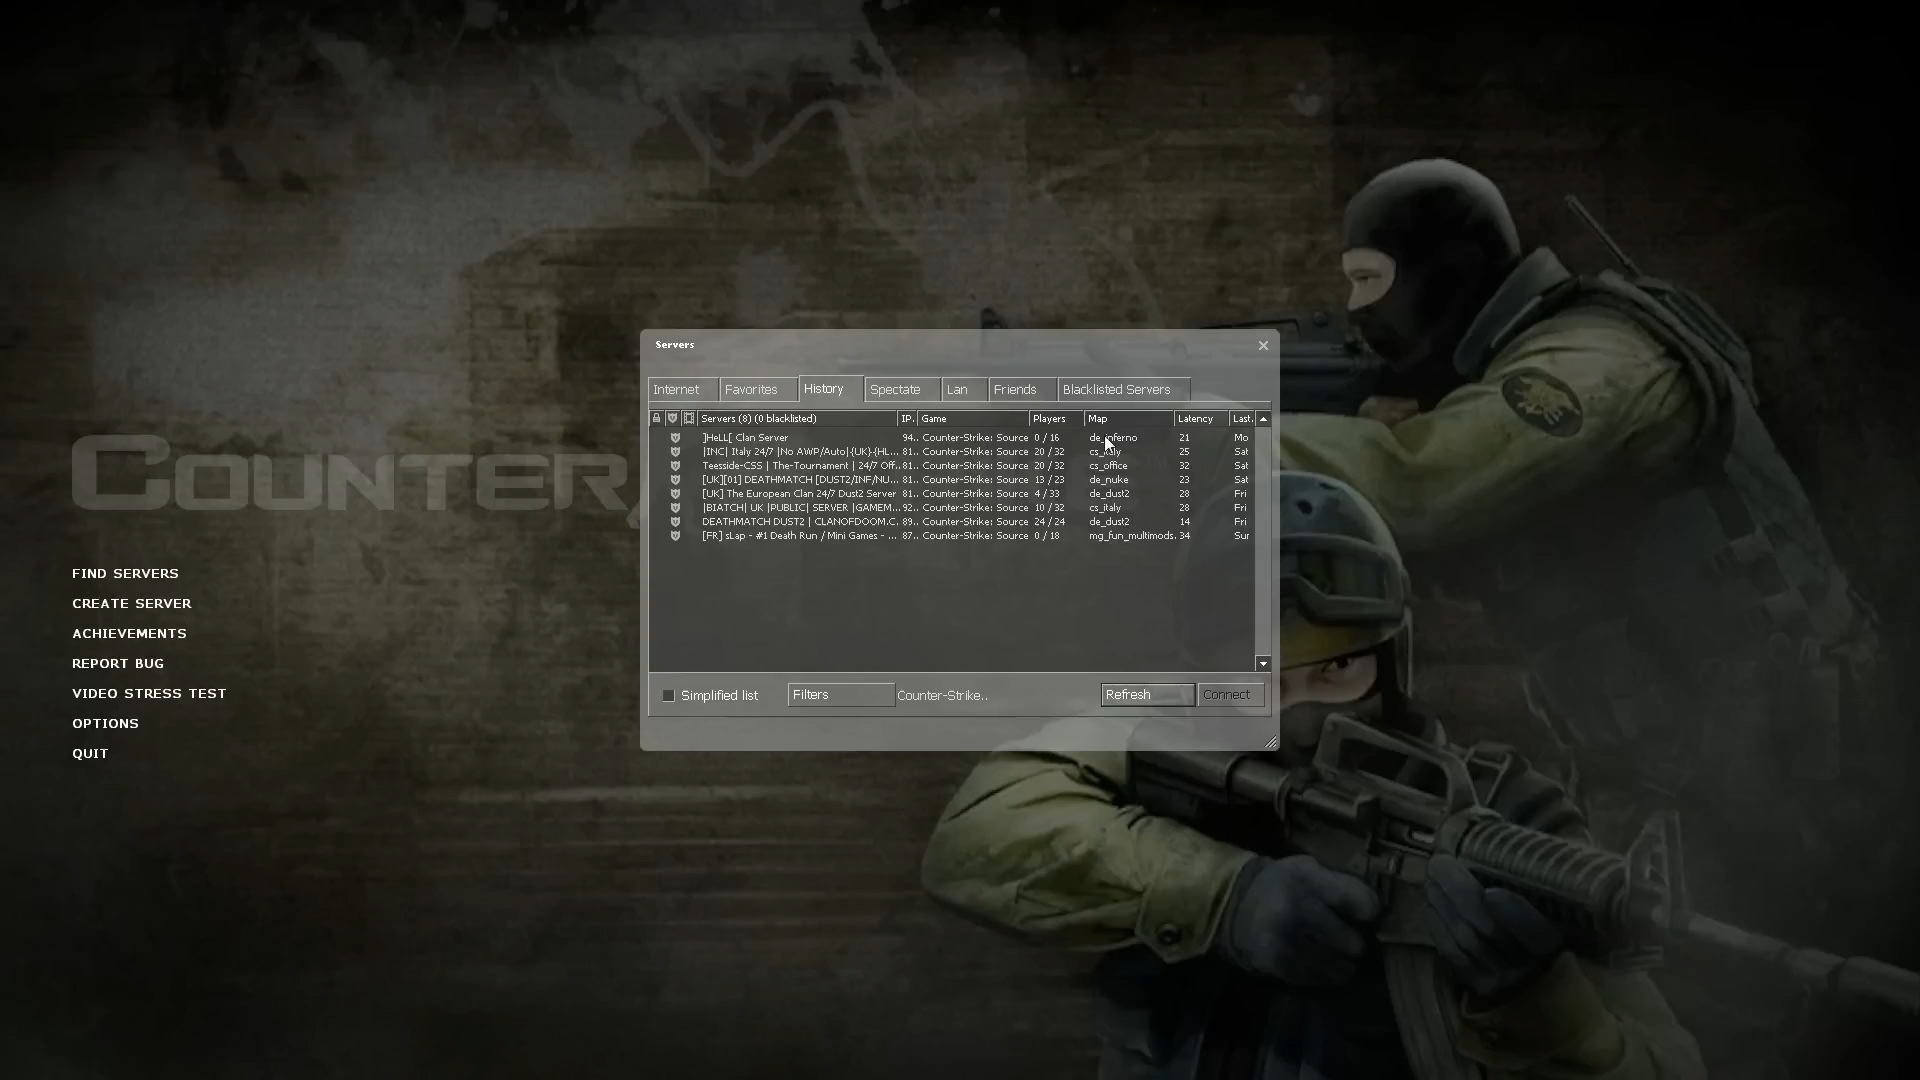 COUNTER
FIND SERVERS
CREATE SERVER
ACHIEVEMENTS
REPORT BUG
VIDEO STRESS TEST
OPTIONS
QUIT
Servers
Internet Favorites History Spectate Lan Friends Blacklisted Servers
Servers (8) (0 blacklisted) IP.. Game Players Map Latency Last..
]HeLL[ Clan Server 94.. Counter-Strike: Source 0 / 16 de_inferno 21 Mo
|INC| Italy 24/7 |No AWP/Auto|{UK}-{HL... 81.. Counter-Strike: Source 20 / 32 cs_italy 25 Sat
Teesside-CSS | The-Tournament | 24/7 Off... 81.. Counter-Strike: Source 20 / 32 cs_office 32 Sat
[UK][01] DEATHMATCH [DUST2/INF/NU... 81.. Counter-Strike: Source 13 / 23 de_nuke 23 Sat
[UK] The European Clan 24/7 Dust2 Server 81.. Counter-Strike: Source 4 / 33 de_dust2 28 Fri
|BIATCH| UK |PUBLIC| SERVER |GAMEM... 92.. Counter-Strike: Source 10 / 32 cs_italy 28 Fri
DEATHMATCH DUST2 | CLANOFDOOM.C... 89.. Counter-Strike: Source 24 / 24 de_dust2 14 Fri
[FR] sLap - #1 Death Run / Mini Games - ... 87.. Counter-Strike: Source 0 / 18 mg_fun_multimods.. 34 Sur
Simplified list Filters Counter-Strike.. Refresh Connect